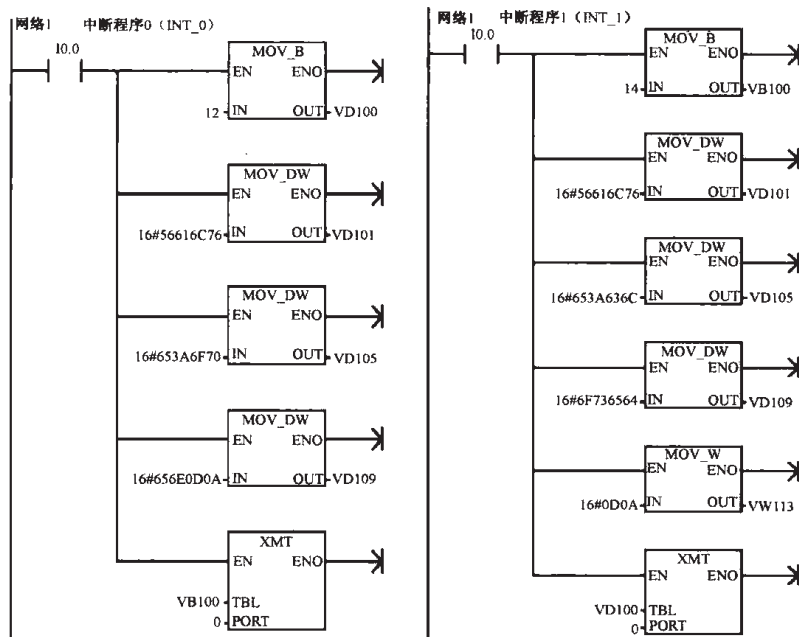 网络1 中断程序0（INT_0）
I0.0
MOV_B
EN ENO
12 IN OUT VD100
MOV_DW
EN ENO
16#56616C76 IN OUT VD101
MOV_DW
EN ENO
16#653A6F70 IN OUT VD105
MOV_DW
EN ENO
16#656E0D0A IN OUT VD109
XMT
EN ENO
VB100 TBL
0 PORT
网络1 中断程序1（INT_1）
I0.0
MOV_B
EN ENO
14 IN OUT VB100
MOV_DW
EN ENO
16#56616C76 IN OUT VD101
MOV_DW
EN ENO
16#653A636C IN OUT VD105
MOV_DW
EN ENO
16#6F736564 IN OUT VD109
MOV_W
EN ENO
16#0D0A IN OUT VW113
XMT
EN ENO
VD100 TBL
0 PORT